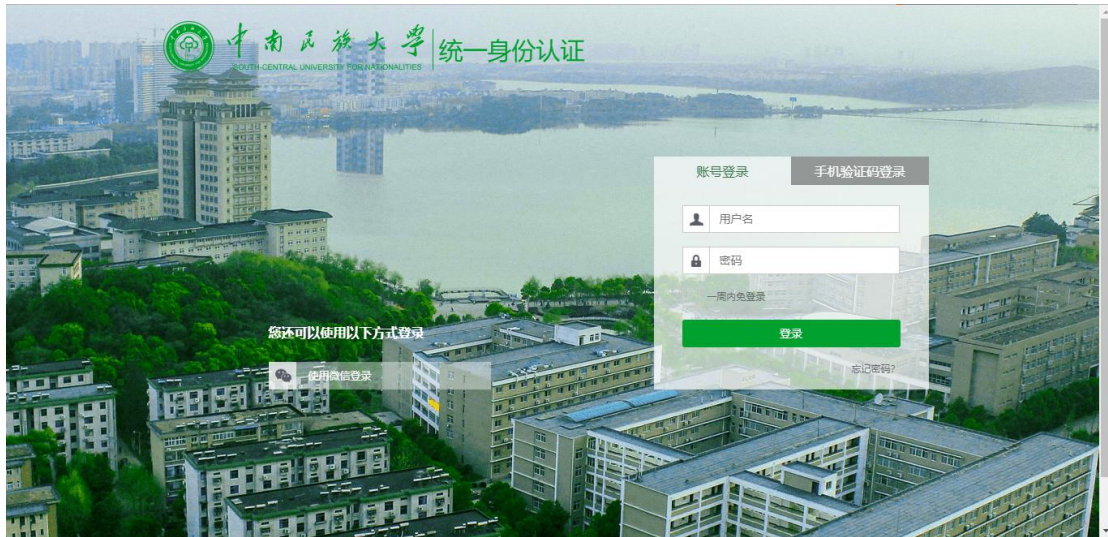 中南民族大学
统一身份认证
SOUTH-CENTRAL UNIVERSITY FOR NATIONALITIES
账号登录
手机验证码登录
用户名
密码
一周内免登录
登录
忘记密码?
您还可以使用以下方式登录
使用微信登录